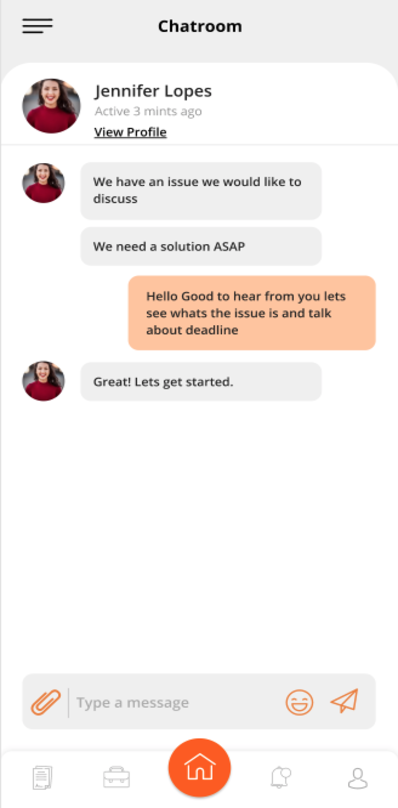 Chatroom
Jennifer Lopes
Active 3 mints ago
View Profile
We have an issue we would like to
discuss
We need a solution ASAP
Hello Good to hear from you lets
see whats the issue is and talk
about deadline
Great! Lets get started.
Type a message